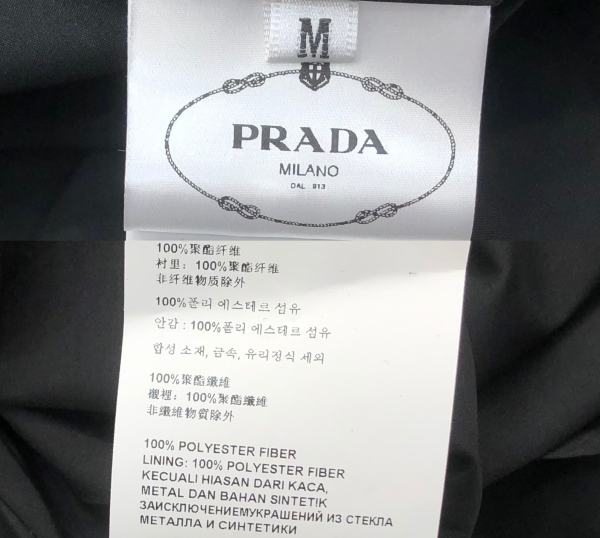 M
PRADA
MILANO
DAL 913
100%聚酯纤维
衬里：100%聚酯纤维
非纤维物质除外
100%폴리 에스테르 섬유
안감 : 100%폴리 에스테르 섬유
합성 소재, 금속, 유리정식 세외
100%聚酯纖維
襯裡：100%聚酯纖維
非纖維物質除外
100% POLYESTER FIBER
LINING: 100% POLYESTER FIBER
KECUALI HIASAN DARI KACA,
METAL DAN BAHAN SINTETIK
ЗАИСКЛЮЧЕНИЕМУКРАШЕНИЙ ИЗ СТЕКЛА
МЕТАЛЛА И СИНТЕТИКИ